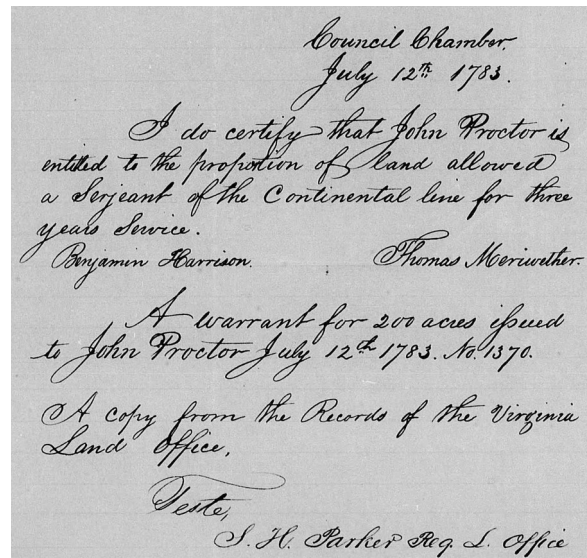 Council Chamber.
July 12th 1783.
I do certify that John Proctor is
entitled to the proportion of land allowed
a Serjeant of the Continental line for three
years Service.
Benjamin Harrison. Thomas Meriwether.
A warrant for 200 acres issued
to John Proctor July 12th 1783. No. 1370.
A copy from the Records of the Virginia
Land Office.
Teste,
S. H. Parker Reg. L. Office